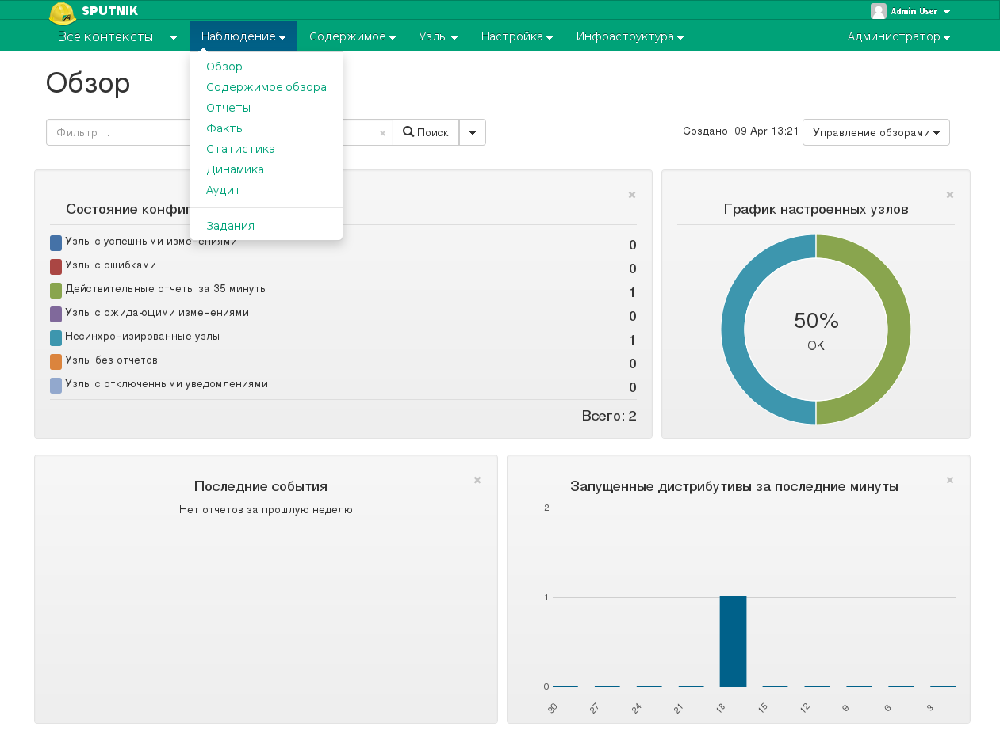 SPUTNIK
Admin User
Все контексты
Наблюдение
Содержимое
Узлы
Настройка
Инфраструктура
Администратор
Обзор
Содержимое обзора
Отчеты
Факты
Статистика
Динамика
Аудит
Задания
Обзор
Фильтр ...
×
Поиск
Создано: 09 Apr 13:21
Управление обзорами
×
Состояние конфиг
Узлы с успешными изменениями 0
Узлы с ошибками 0
Действительные отчеты за 35 минуты 1
Узлы с ожидающими изменениями 0
Несинхронизированные узлы 1
Узлы без отчетов 0
Узлы с отключенными уведомлениями 0
Всего: 2
×
График настроенных узлов
50%
OK
×
Последние события
Нет отчетов за прошлую неделю
×
Запущенные дистрибутивы за последние минуты
2
1
0
30 27 24 21 18 15 12 9 6 3